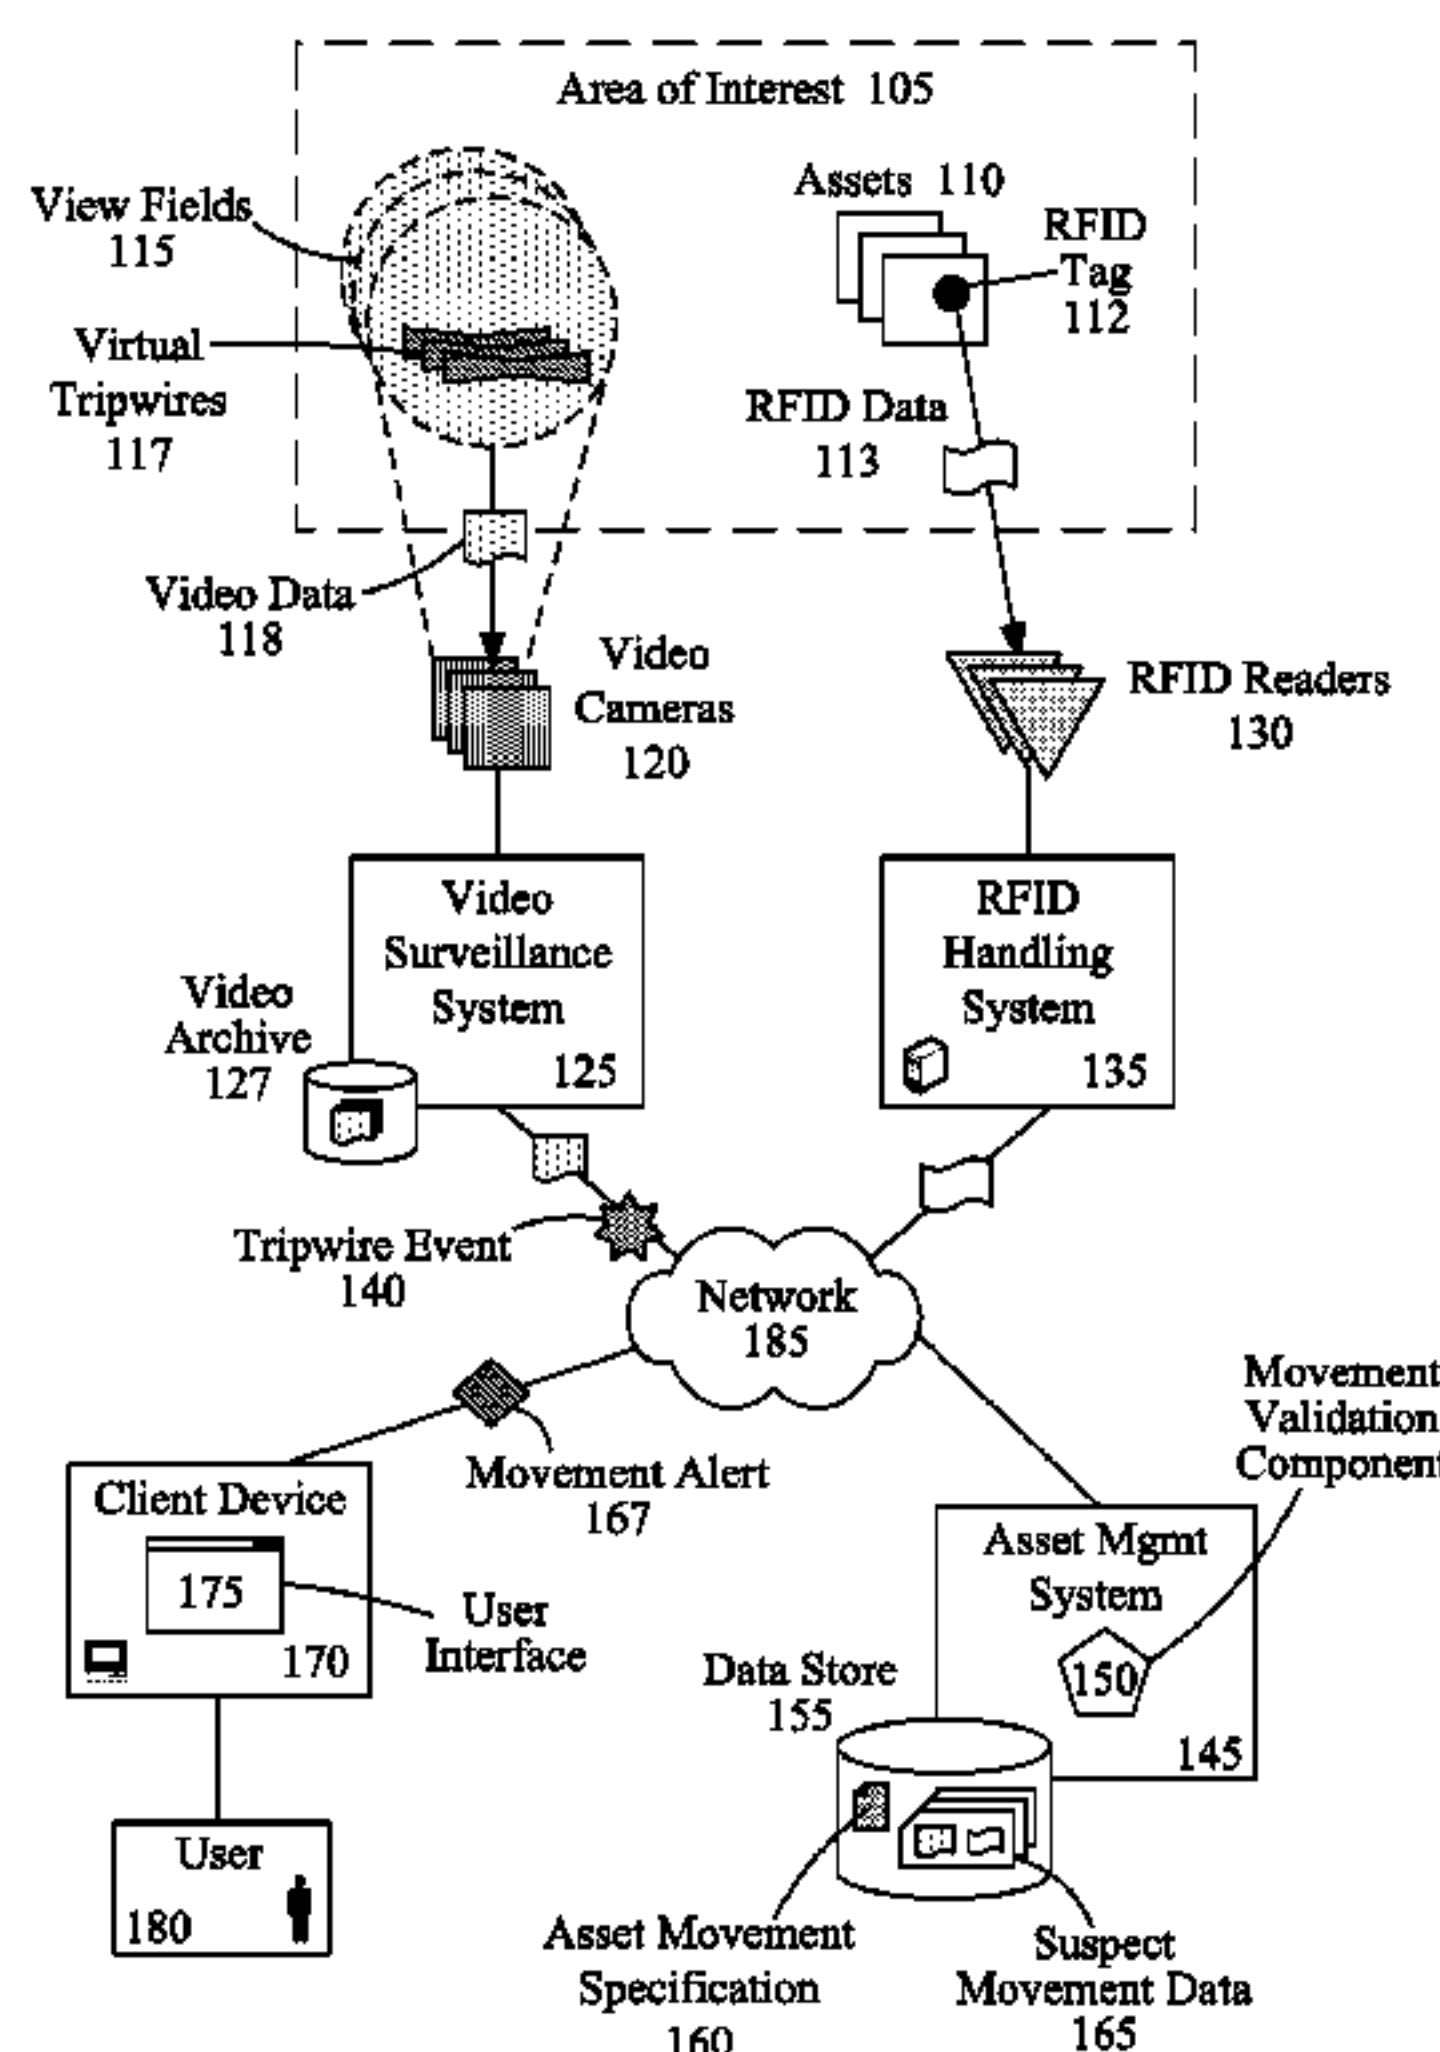 Area of Interest 105
View Fields
115
Virtual
Tripwires
117
Assets 110
RFID
Tag
112
RFID Data
113
Video Data
118
Video
Cameras
120
RFID Readers
130
Video
Surveillance
System
125
Video
Archive
127
RFID
Handling
System
135
Tripwire Event
140
Network
185
Movement Alert
167
Movement
Validation
Component
Client Device
175
170
User
Interface
Asset Mgmt
System
150
145
Data Store
155
User
180
Asset Movement
Specification
160
Suspect
Movement Data
165